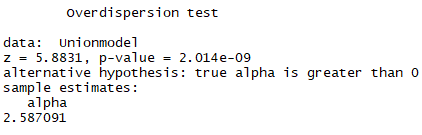 Overdispersion test
data:  Unionmodel
z = 5.8831, p-value = 2.014e-09
alternative hypothesis: true alpha is greater than 0
sample estimates:
alpha
2.587091